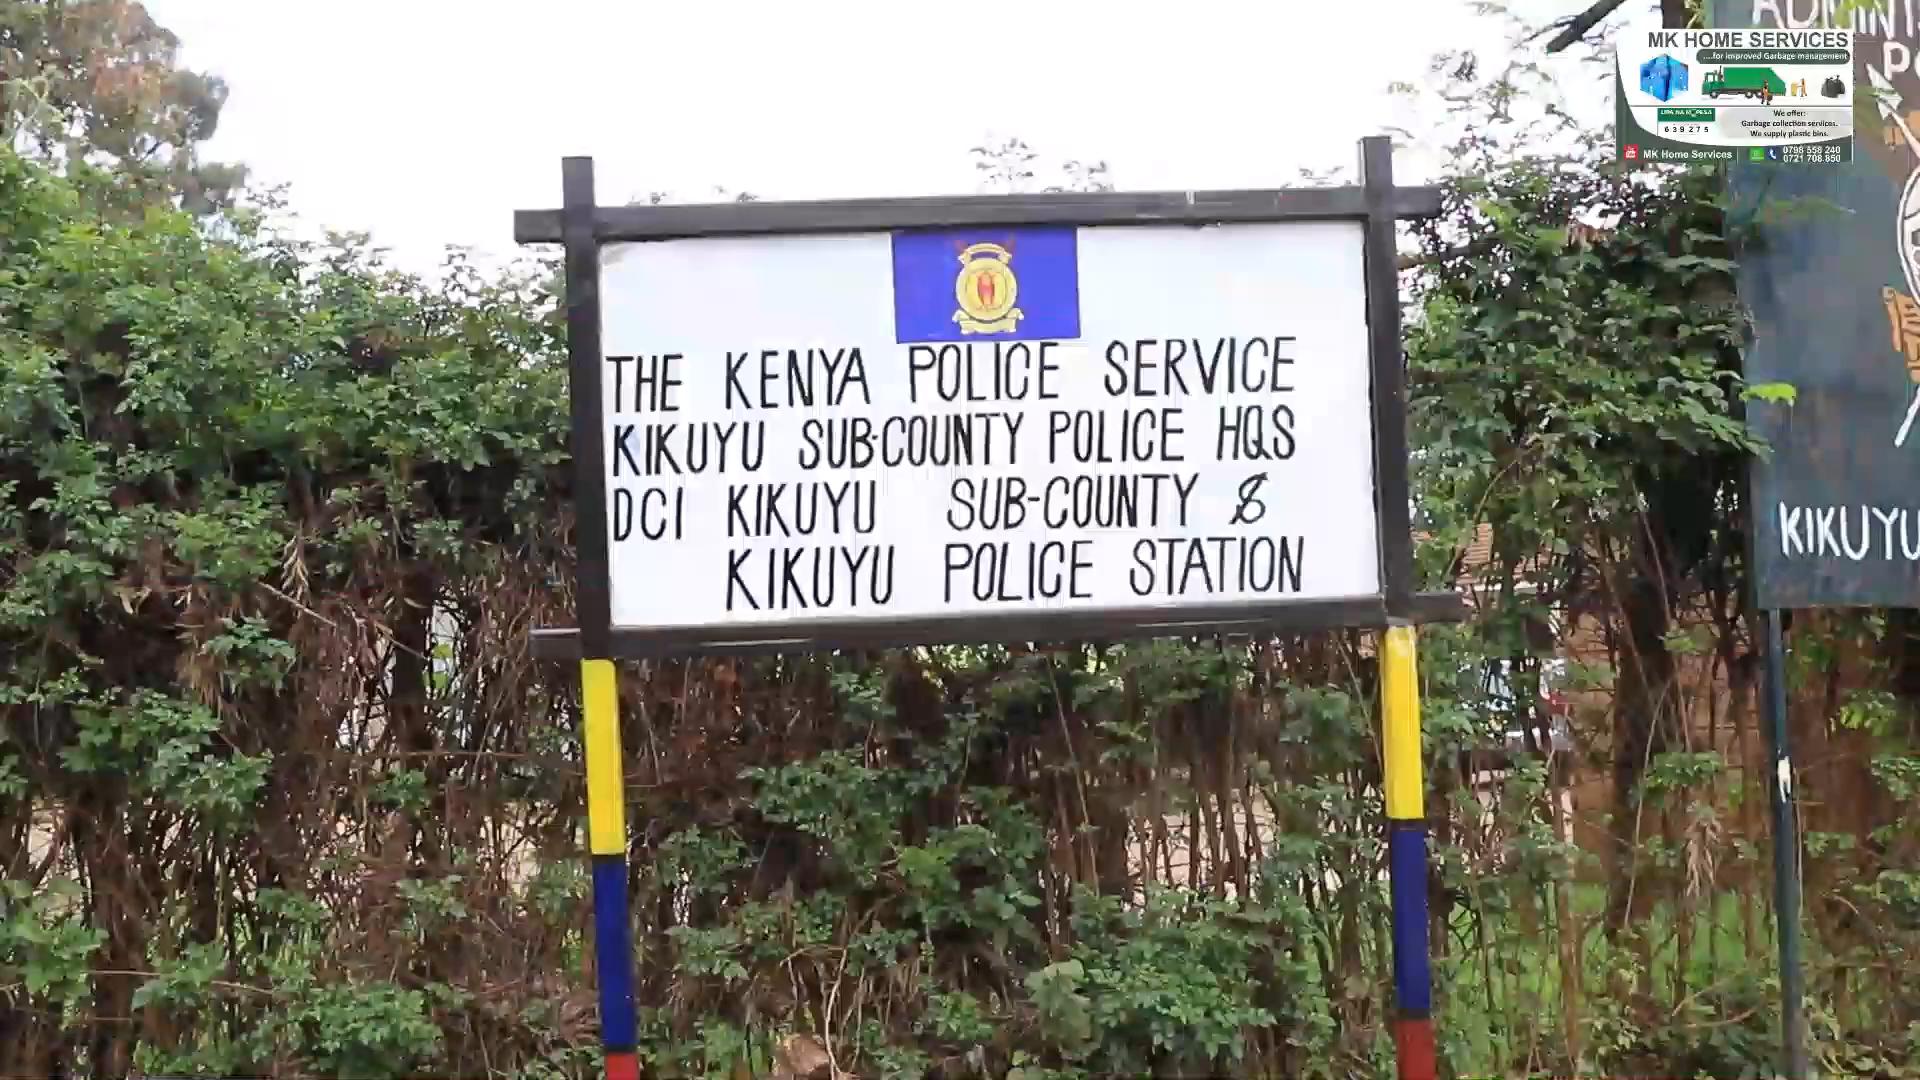 THE KENYA POLICE SERVICE
KIKUYU SUB-COUNTY POLICE HQS
DCI KIKUYU SUB-COUNTY &
KIKUYU POLICE STATION
MK HOME SERVICES
....for improved Garbage management
LIPA NA M-PESA
639275
We offer:
Garbage collection services.
We supply plastic bins.
MK Home Services
0798 558 240
0721 708 850
KIKUYU